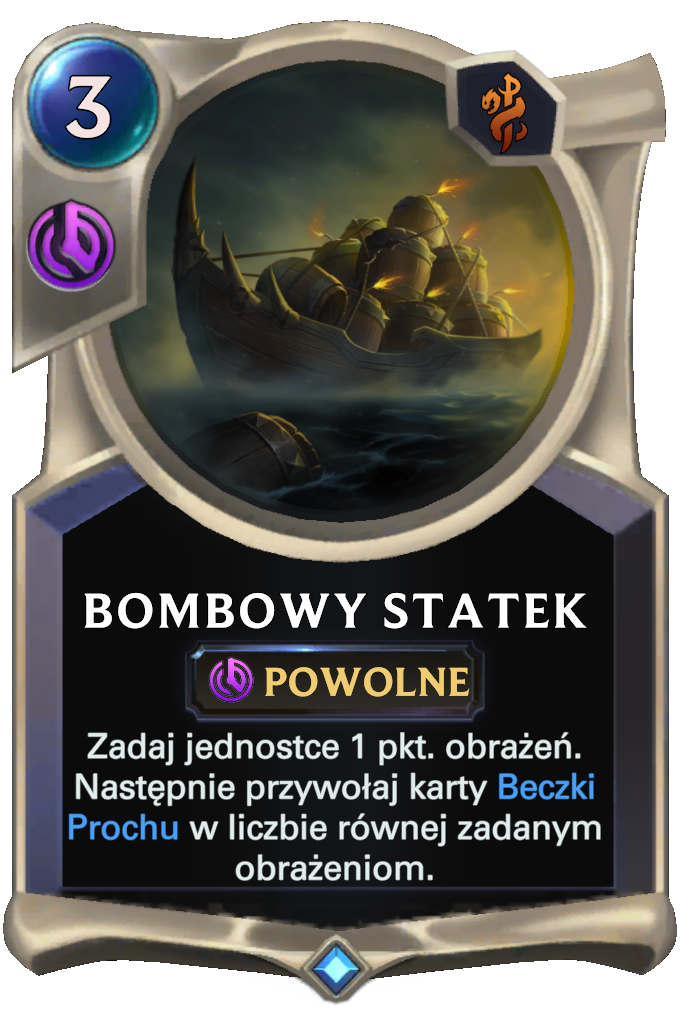 3
BOMBOWY STATEK
POWOLNE
Zadaj jednostce 1 pkt. obrażeń.
Następnie przywołaj karty Beczki
Prochu w liczbie równej zadanym
obrażeniom.